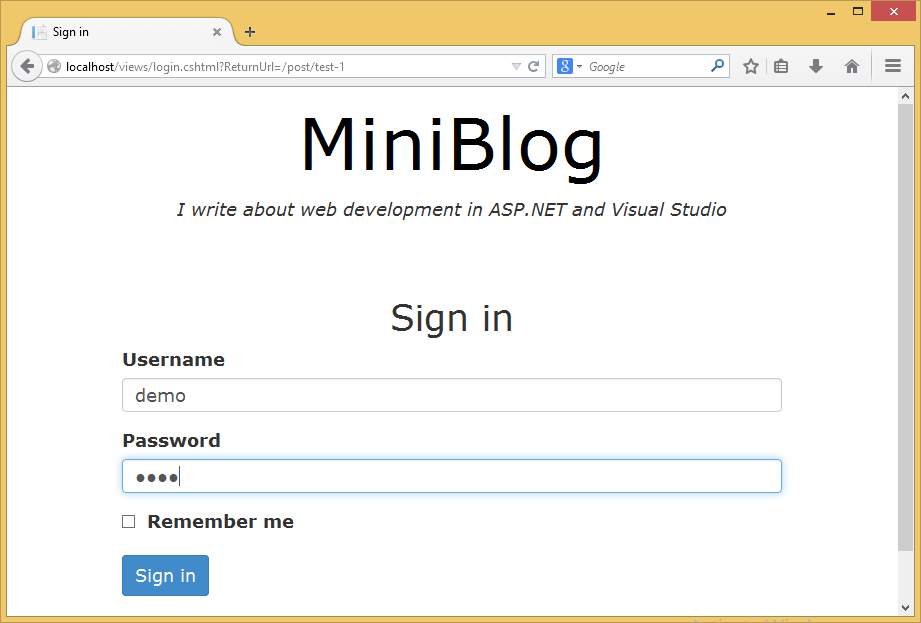 Sign in
localhost/views/login.cshtml?ReturnUrl=/post/test-1
Google
MiniBlog
I write about web development in ASP.NET and Visual Studio
Sign in
Username
demo
Password
Remember me
Sign in